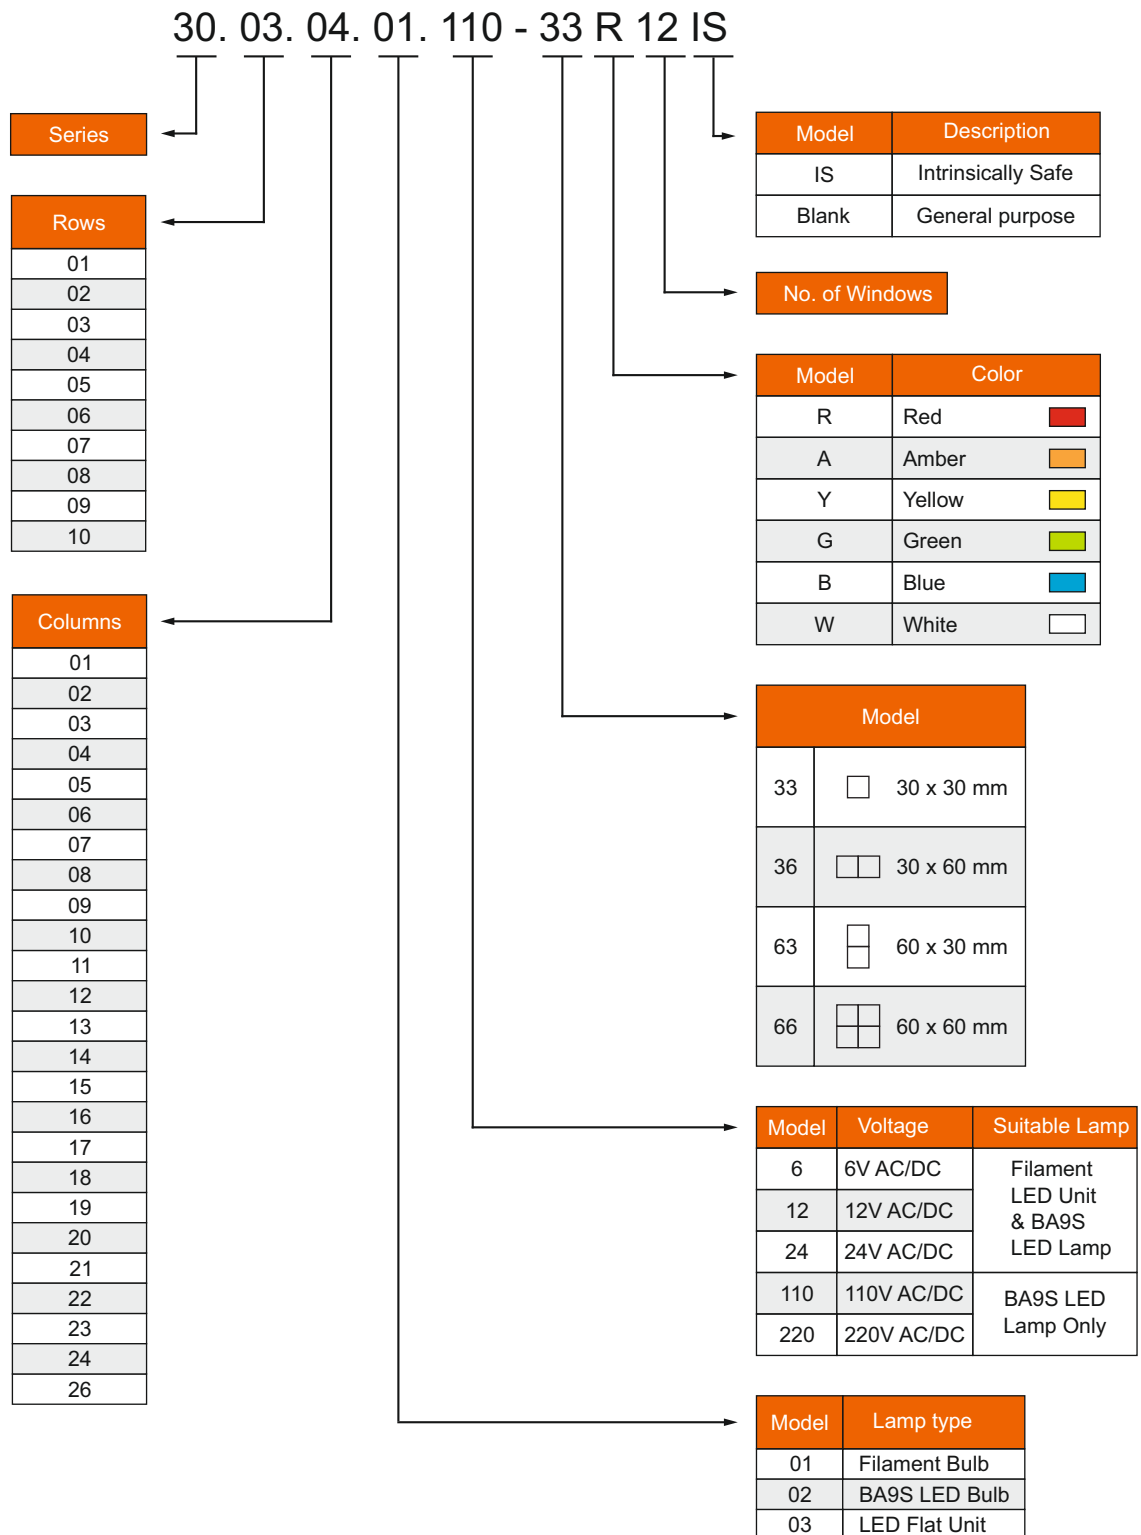 30. 03. 04. 01. 110 - 33 R 12 IS
Series
Rows
01
02
03
04
05
06
07
08
09
10
Columns
01
02
03
04
05
06
07
08
09
10
11
12
13
14
15
16
17
18
19
20
21
22
23
24
26
Model Description
IS Intrinsically Safe
Blank General purpose
No. of Windows
Model Color
R Red
A Amber
Y Yellow
G Green
B Blue
W White
Model
33 30 x 30 mm
36 30 x 60 mm
63 60 x 30 mm
66 60 x 60 mm
Model Voltage Suitable Lamp
6 6V AC/DC
12 12V AC/DC
24 24V AC/DC
Filament
LED Unit
& BA9S
LED Lamp
110 110V AC/DC
220 220V AC/DC
BA9S LED
Lamp Only
Model Lamp type
01 Filament Bulb
02 BA9S LED Bulb
03 LED Flat Unit